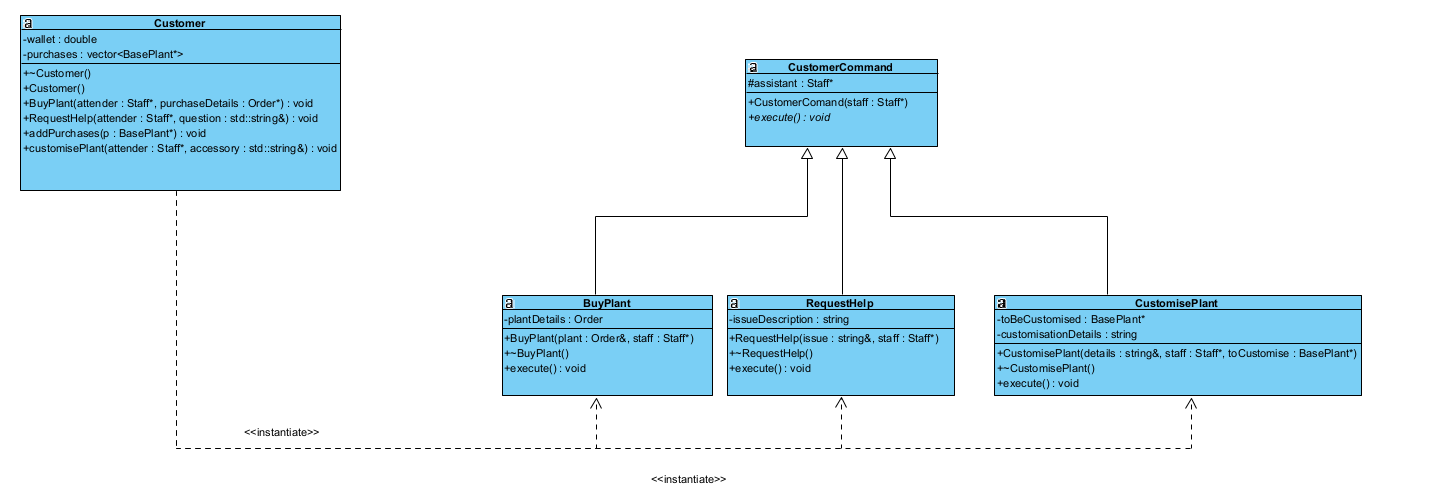 a Customer
-wallet : double
-purchases : vector<BasePlant*>
+~Customer()
+Customer()
+BuyPlant(attender : Staff*, purchaseDetails : Order*) : void
+RequestHelp(attender : Staff*, question : std::string&) : void
+addPurchases(p : BasePlant*) : void
+customisePlant(attender : Staff*, accessory : std::string&) : void
a CustomerCommand
#assistant : Staff*
+CustomerComand(staff : Staff*)
+execute() : void
a BuyPlant
-plantDetails : Order
+BuyPlant(plant : Order&, staff : Staff*)
+~BuyPlant()
+execute() : void
a RequestHelp
-issueDescription : string
+RequestHelp(issue : string&, staff : Staff*)
+~RequestHelp()
+execute() : void
a CustomisePlant
-toBeCustomised : BasePlant*
-customisationDetails : string
+CustomisePlant(details : string&, staff : Staff*, toCustomise : BasePlant*)
+~CustomisePlant()
+execute() : void
<<instantiate>>
<<instantiate>>